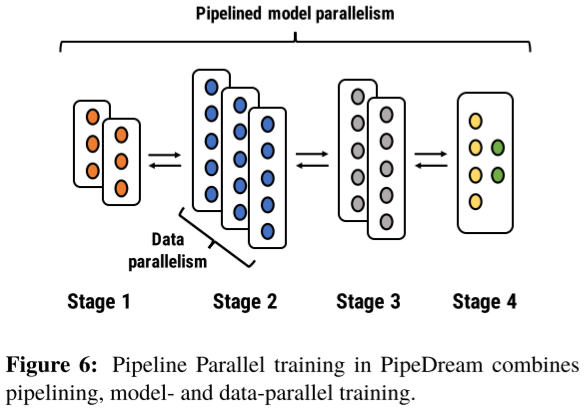 Pipelined model parallelism
Data
parallelism
Stage 1
Stage 2
Stage 3
Stage 4
Figure 6: Pipeline Parallel training in PipeDream combines
pipelining, model- and data-parallel training.